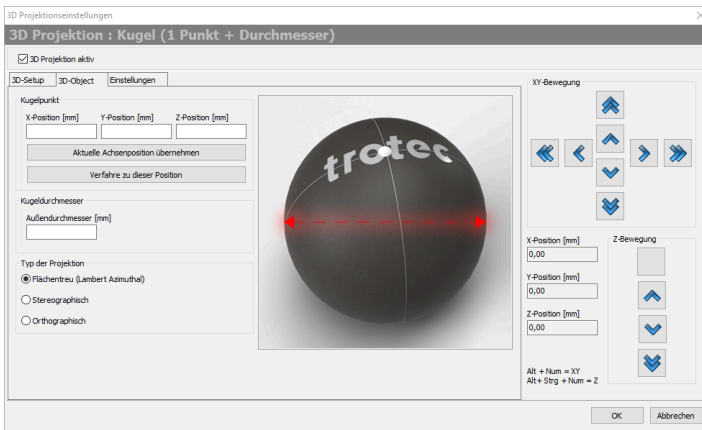 3D Projektionseinstellungen
3D Projektion : Kugel (1 Punkt + Durchmesser)
3D Projektion aktiv
3D-Setup 3D-Object Einstellungen
Kugelpunkt
X-Position [mm] Y-Position [mm] Z-Position [mm]
Aktuelle Achsenposition übernehmen
Verfahre zu dieser Position
Kugeldurchmesser
Außendurchmesser [mm]
Typ der Projektion
Flächentreu (Lambert Azimuthal)
Stereographisch
Orthographisch
trotec
XY-Bewegung
X-Position [mm]
0,00
Y-Position [mm]
0,00
Z-Position [mm]
0,00
Z-Bewegung
Alt + Num = XY
Alt+ Strg + Num = Z
OK Abbrechen